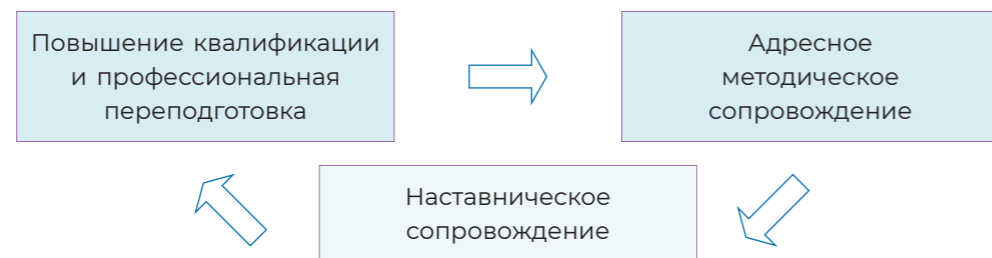 Повышение квалификации
и профессиональная
переподготовка
Адресное
методическое
сопровождение
Наставническое
сопровождение